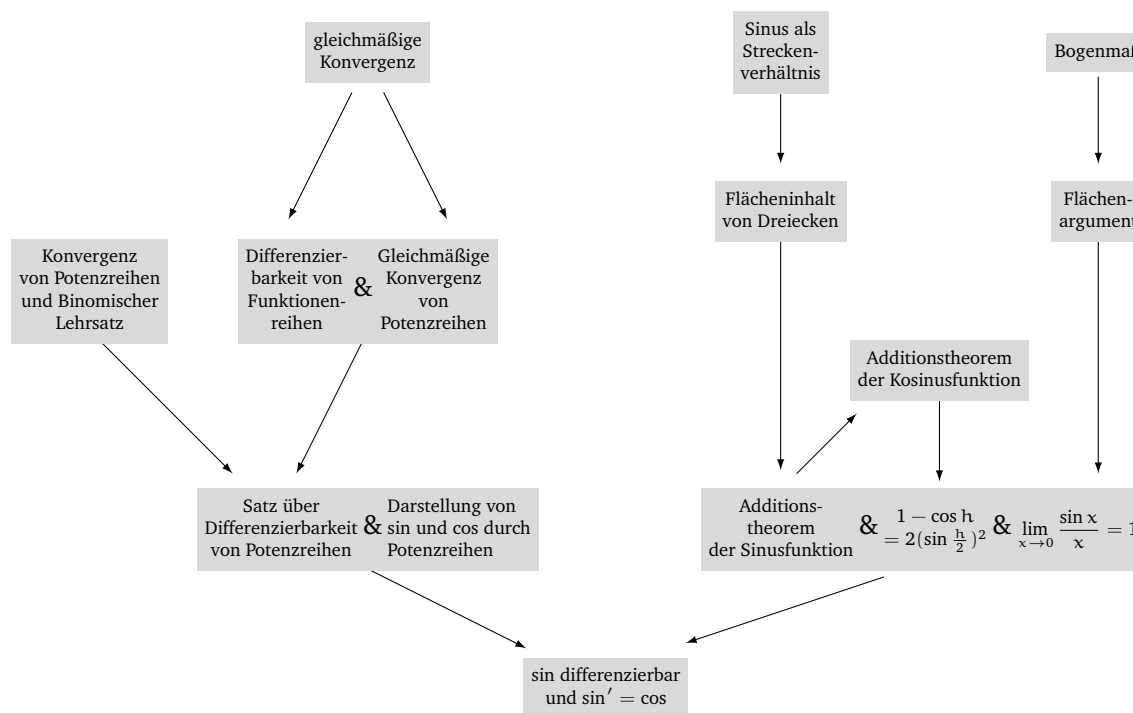 gleichmäßige
Konvergenz
Sinus als
Strecken-
verhältnis
Bogenmaß
Flächeninhalt
von Dreiecken
Flächen-
argument
Konvergenz
von Potenzreihen
und Binomischer
Lehrsatz
Differenzier-
barkeit von
Funktionen-
reihen
&
Gleichmäßige
Konvergenz
von
Potenzreihen
Additionstheorem
der Kosinusfunktion
Satz über
Differenzierbarkeit
von Potenzreihen
&
Darstellung von
sin und cos durch
Potenzreihen
Additions-
theorem
der Sinusfunktion
&
1 − cos h
= 2(sin h/2)²
&
lim x→0 sin x / x = 1
sin differenzierbar
und sin′ = cos